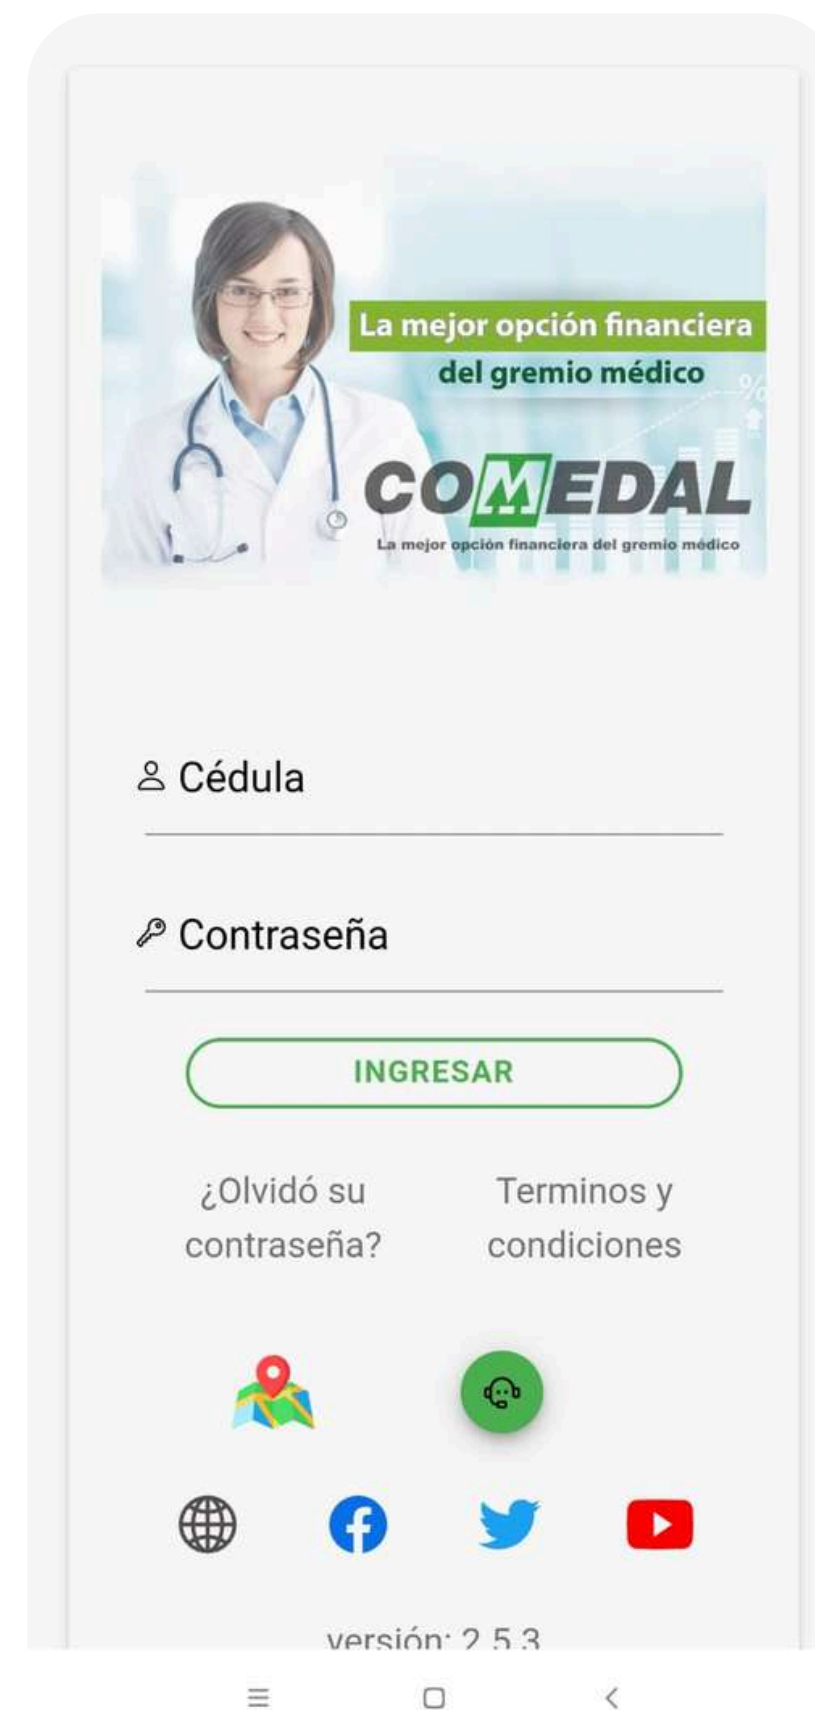 La mejor opción financiera
del gremio médico
COMEDAL
La mejor opción financiera del gremio médico
Cédula
Contraseña
INGRESAR
¿Olvidó su
contraseña?
Terminos y
condiciones
versión: 2.5.3